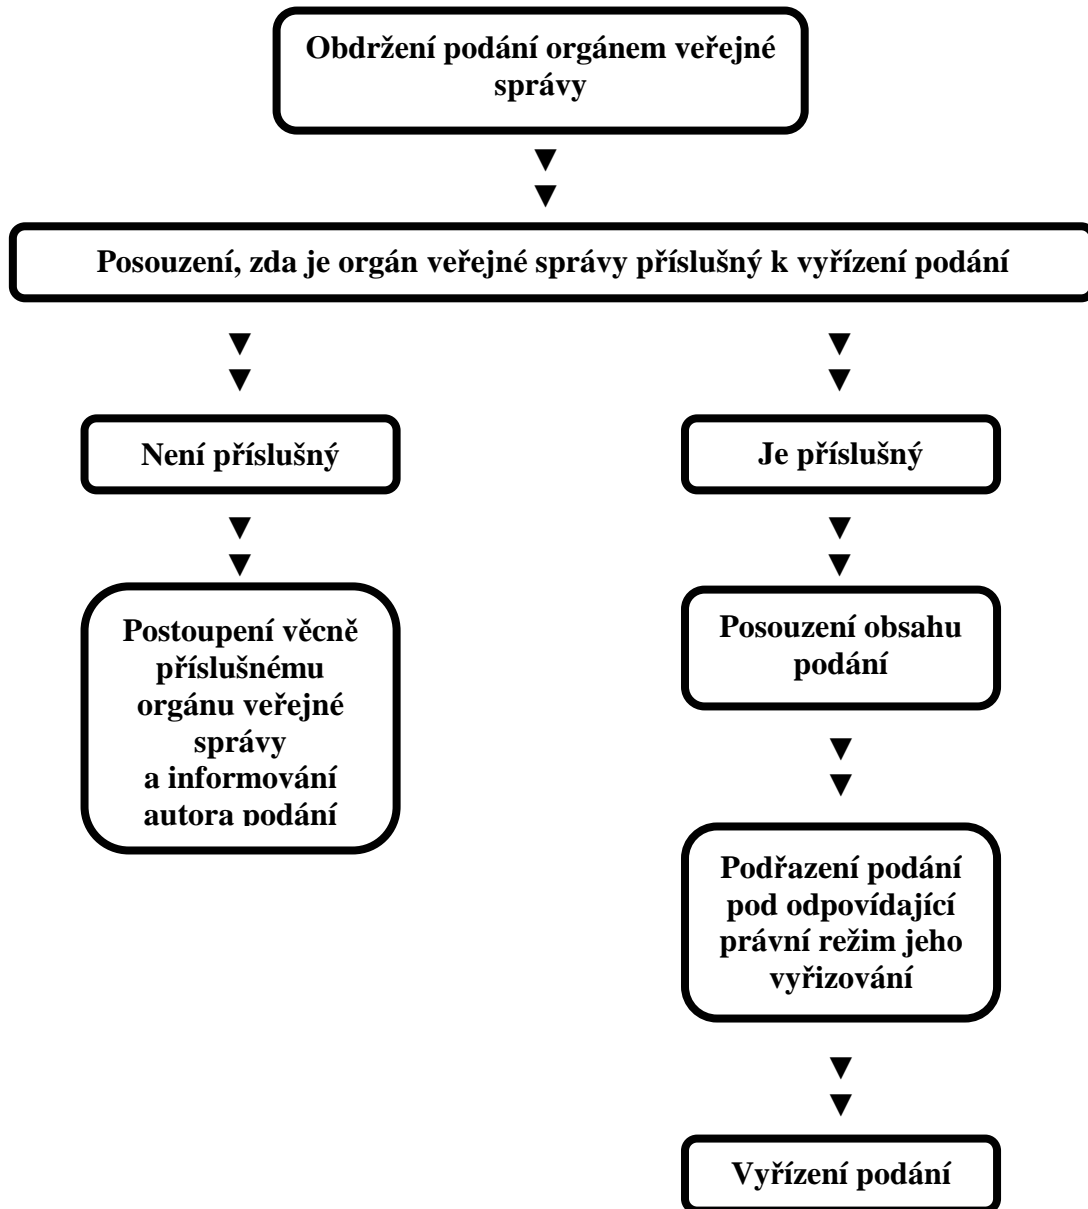 Obdržení podání orgánem veřejné
správy
▼
▼
Posouzení, zda je orgán veřejné správy příslušný k vyřízení podání
▼
▼
▼
▼
Není příslušný
Je příslušný
▼
▼
▼
▼
Postoupení věcně
příslušnému
orgánu veřejné
správy
a informování
autora podání
Posouzení obsahu
podání
▼
▼
Podřazení podání
pod odpovídající
právní režim jeho
vyřizování
▼
▼
Vyřízení podání